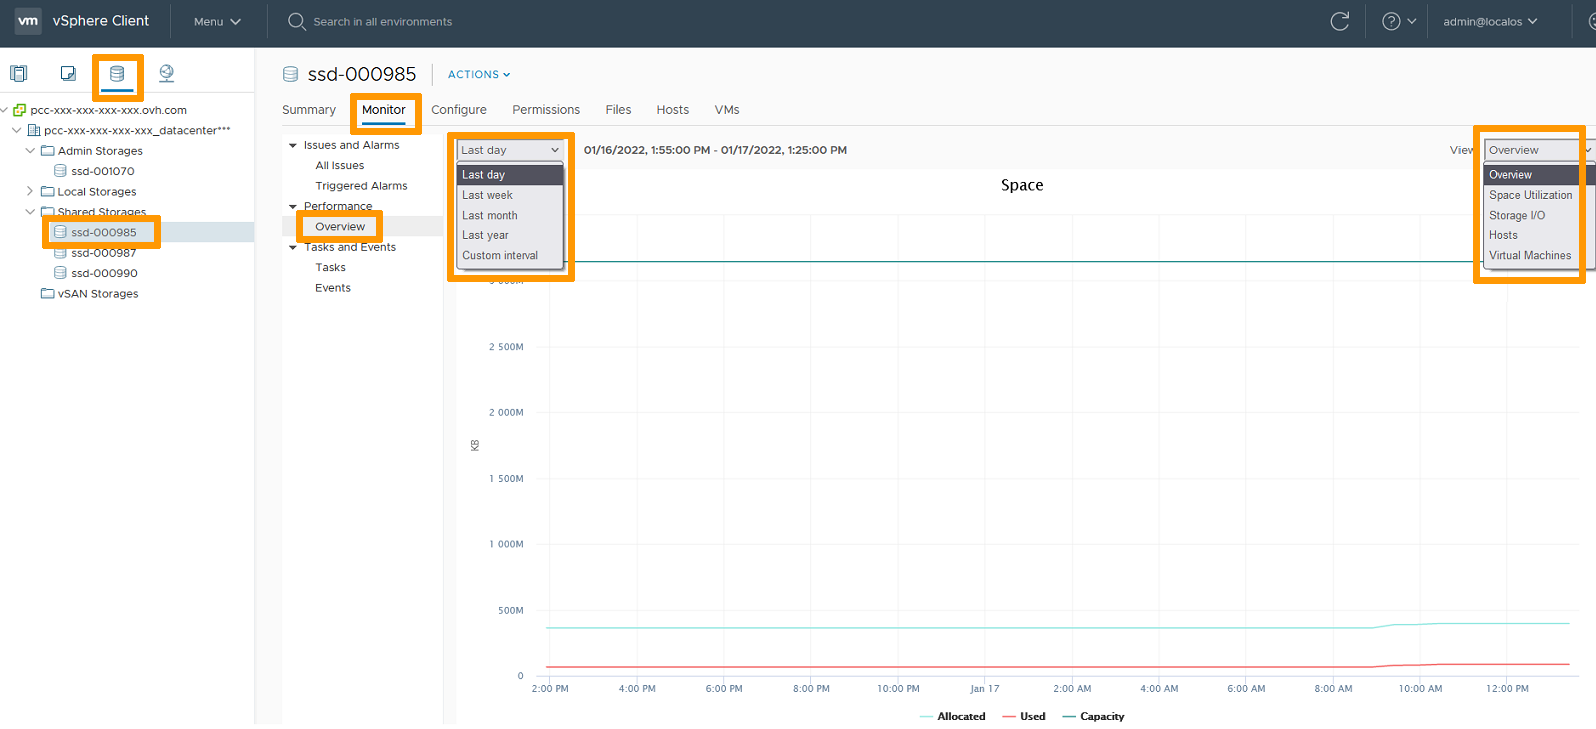 vm vSphere Client Menu Search in all environments admin@localos
ssd-000985 ACTIONS
Summary Monitor Configure Permissions Files Hosts VMs
pcc-xxx-xxx-xxx-xxx.ovh.com
pcc-xxx-xxx-xxx-xxx_datacenter***
Admin Storages
ssd-001070
Local Storages
Shared Storages
ssd-000985
ssd-000987
ssd-000990
vSAN Storages
Issues and Alarms
All Issues
Triggered Alarms
Performance
Overview
Tasks and Events
Tasks
Events
Last day 01/16/2022, 1:55:00 PM - 01/17/2022, 1:25:00 PM View Overview
Last day
Last week
Last month
Last year
Custom interval
Overview
Space Utilization
Storage I/O
Hosts
Virtual Machines
Space
2 500M
2 000M
KB
1 500M
1 000M
500M
0
2:00 PM 4:00 PM 6:00 PM 8:00 PM 10:00 PM Jan 17 2:00 AM 4:00 AM 6:00 AM 8:00 AM 10:00 AM 12:00 PM
Allocated Used Capacity